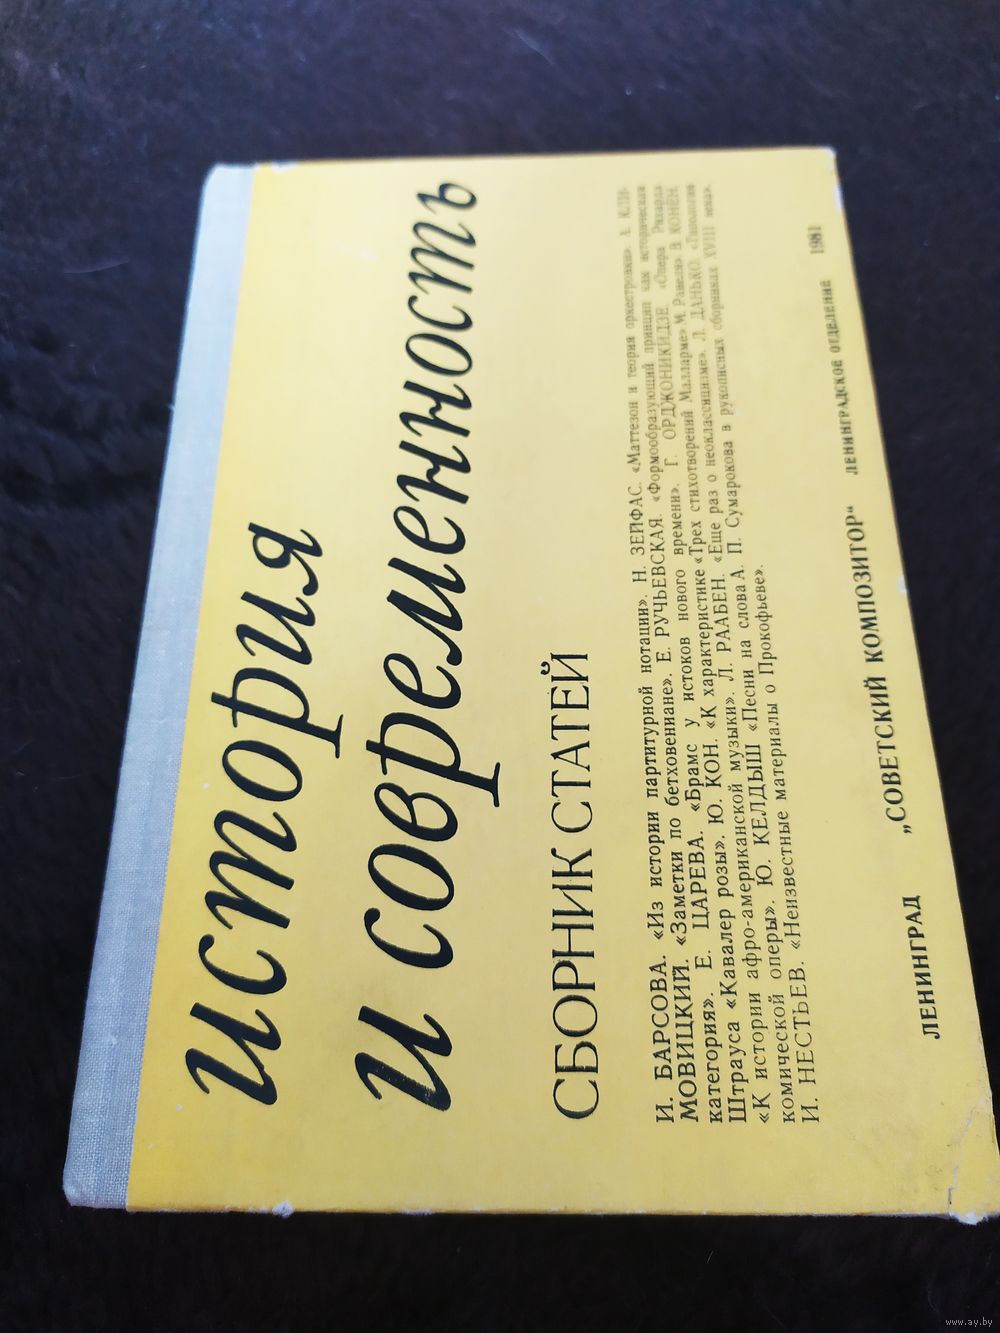 история
и современность
СБОРНИК СТАТЕЙ
И. БАРСОВА. «Из истории партитурной нотации». Н. ЗЕЙФАС. «Маттезон и теория оркестровки». А. КЛИ-
МОВИЦКИЙ. «Заметки по бетховениане». Е. РУЧЬЕВСКАЯ. «Формообразующий принцип как историческая
категория». Е. ЦАРЕВА. «Брамс у истоков нового времени». Г. ОРДЖОНИКИДЗЕ. «Опера Рихарда
Штрауса «Кавалер розы». Ю. КОН. «К характеристике «Трех стихотворений Малларме» М. Равеля». В. КОНЕН.
«К истории афро-американской музыки». Л. РААБЕН. «Еще раз о неоклассицизме». Л. ДАНЬКО. «Типология
комической оперы». Ю. КЕЛДЫШ «Песни на слова А. П. Сумарокова в рукописных сборниках XVIII века».
И. НЕСТЬЕВ. «Неизвестные материалы о Прокофьеве».
ЛЕНИНГРАД „СОВЕТСКИЙ КОМПОЗИТОР“ ЛЕНИНГРАДСКОЕ ОТДЕЛЕНИЕ 1981
www.ay.by